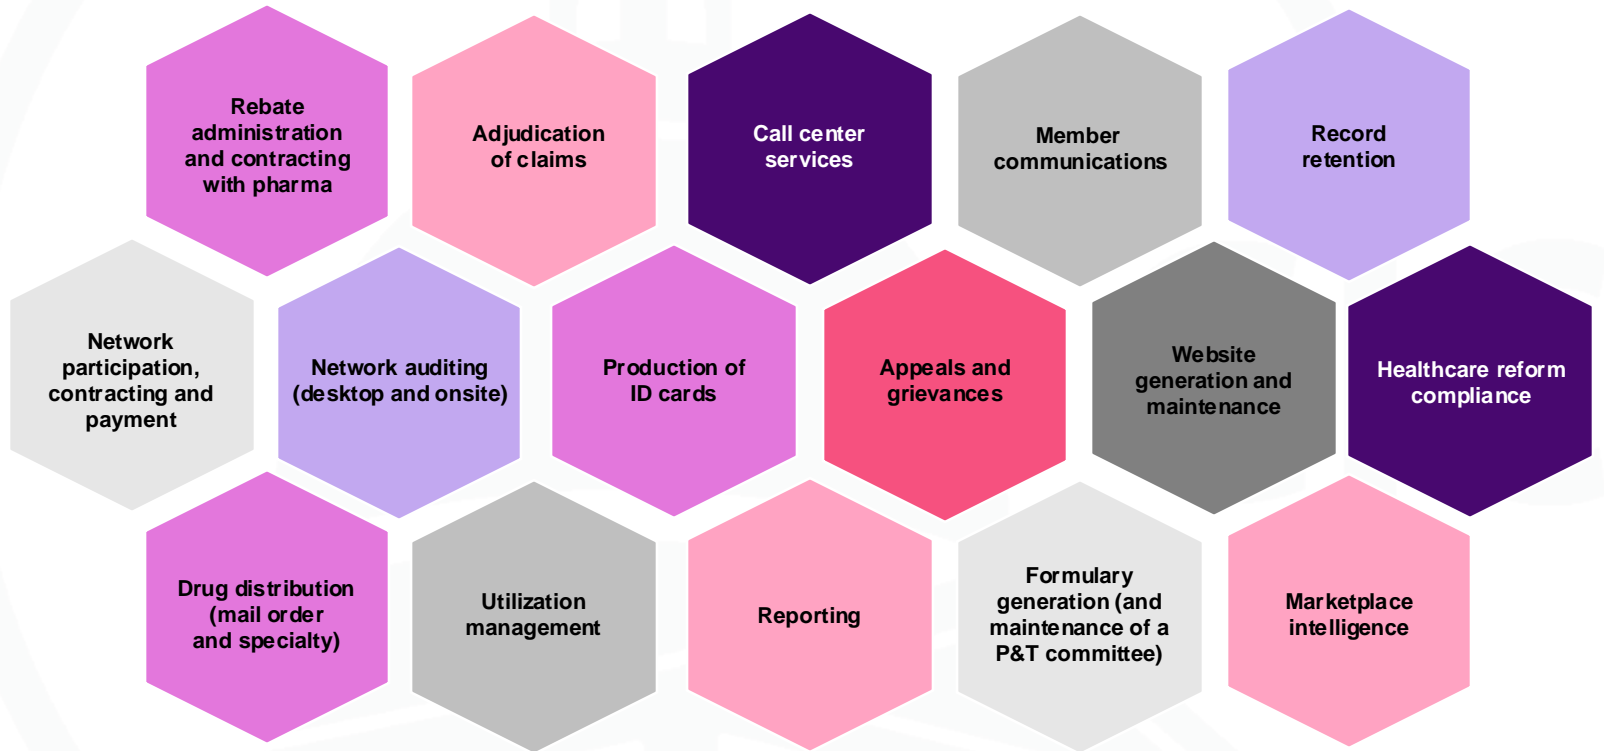 Rebate
administration
and contracting
with pharma
Adjudication
of claims
Call center
services
Member
communications
Record
retention
Network
participation,
contracting and
payment
Network auditing
(desktop and onsite)
Production of
ID cards
Appeals and
grievances
Website
generation and
maintenance
Healthcare reform
compliance
Drug distribution
(mail order
and specialty)
Utilization
management
Reporting
Formulary
generation (and
maintenance of a
P&T committee)
Marketplace
intelligence